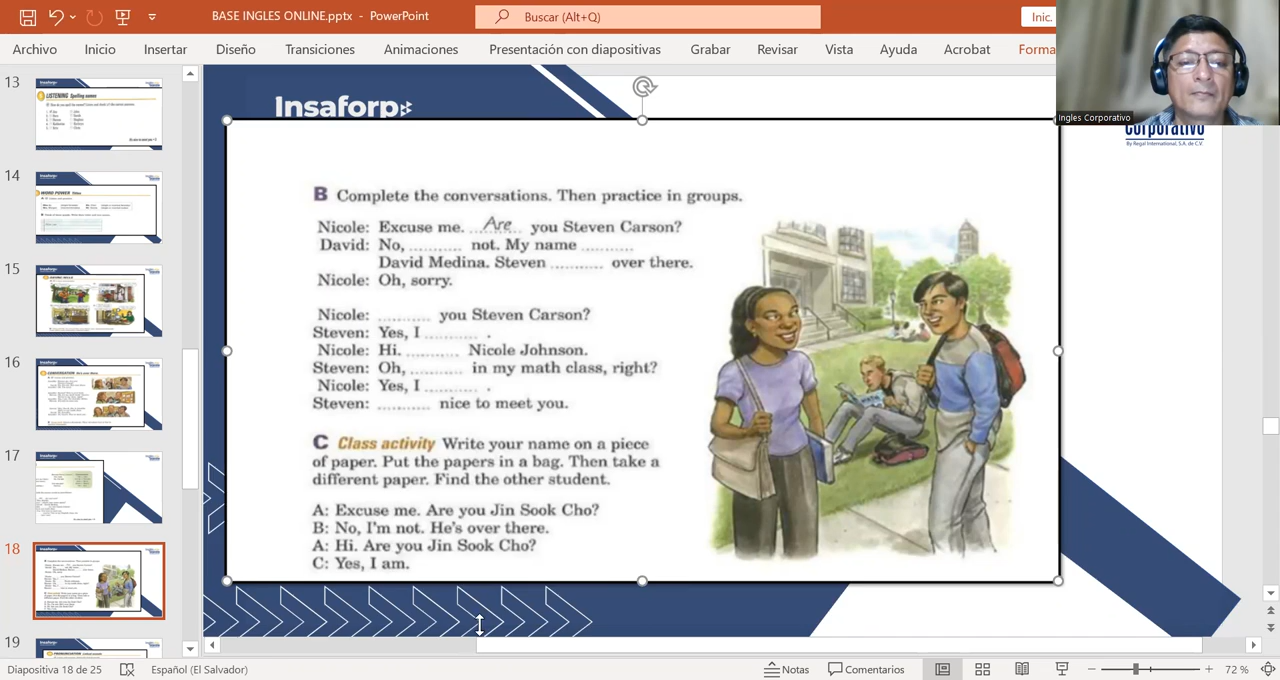 BASE INGLES ONLINE.pptx - PowerPoint
Buscar (Alt+Q)
Inic.
Archivo Inicio Insertar Diseño Transiciones Animaciones Presentación con diapositivas Grabar Revisar Vista Ayuda Acrobat Forma
Ingles Corporativo
13
14
15
16
17
18
19
Insaforp
Corporativo
By Regal International, S.A. de C.V
B Complete the conversations. Then practice in groups.
Nicole: Excuse me. Are you Steven Carson?
David: No, .......... not. My name ..........
David Medina. Steven .......... over there.
Nicole: Oh, sorry.
Nicole: .......... you Steven Carson?
Steven: Yes, I .......... .
Nicole: Hi. .......... Nicole Johnson.
Steven: Oh, .......... in my math class, right?
Nicole: Yes, I .......... .
Steven: .......... nice to meet you.
C Class activity Write your name on a piece
of paper. Put the papers in a bag. Then take a
different paper. Find the other student.
A: Excuse me. Are you Jin Sook Cho?
B: No, I'm not. He's over there.
A: Hi. Are you Jin Sook Cho?
C: Yes, I am.
Diapositiva 18 de 25 Español (El Salvador) Notas Comentarios 72 %